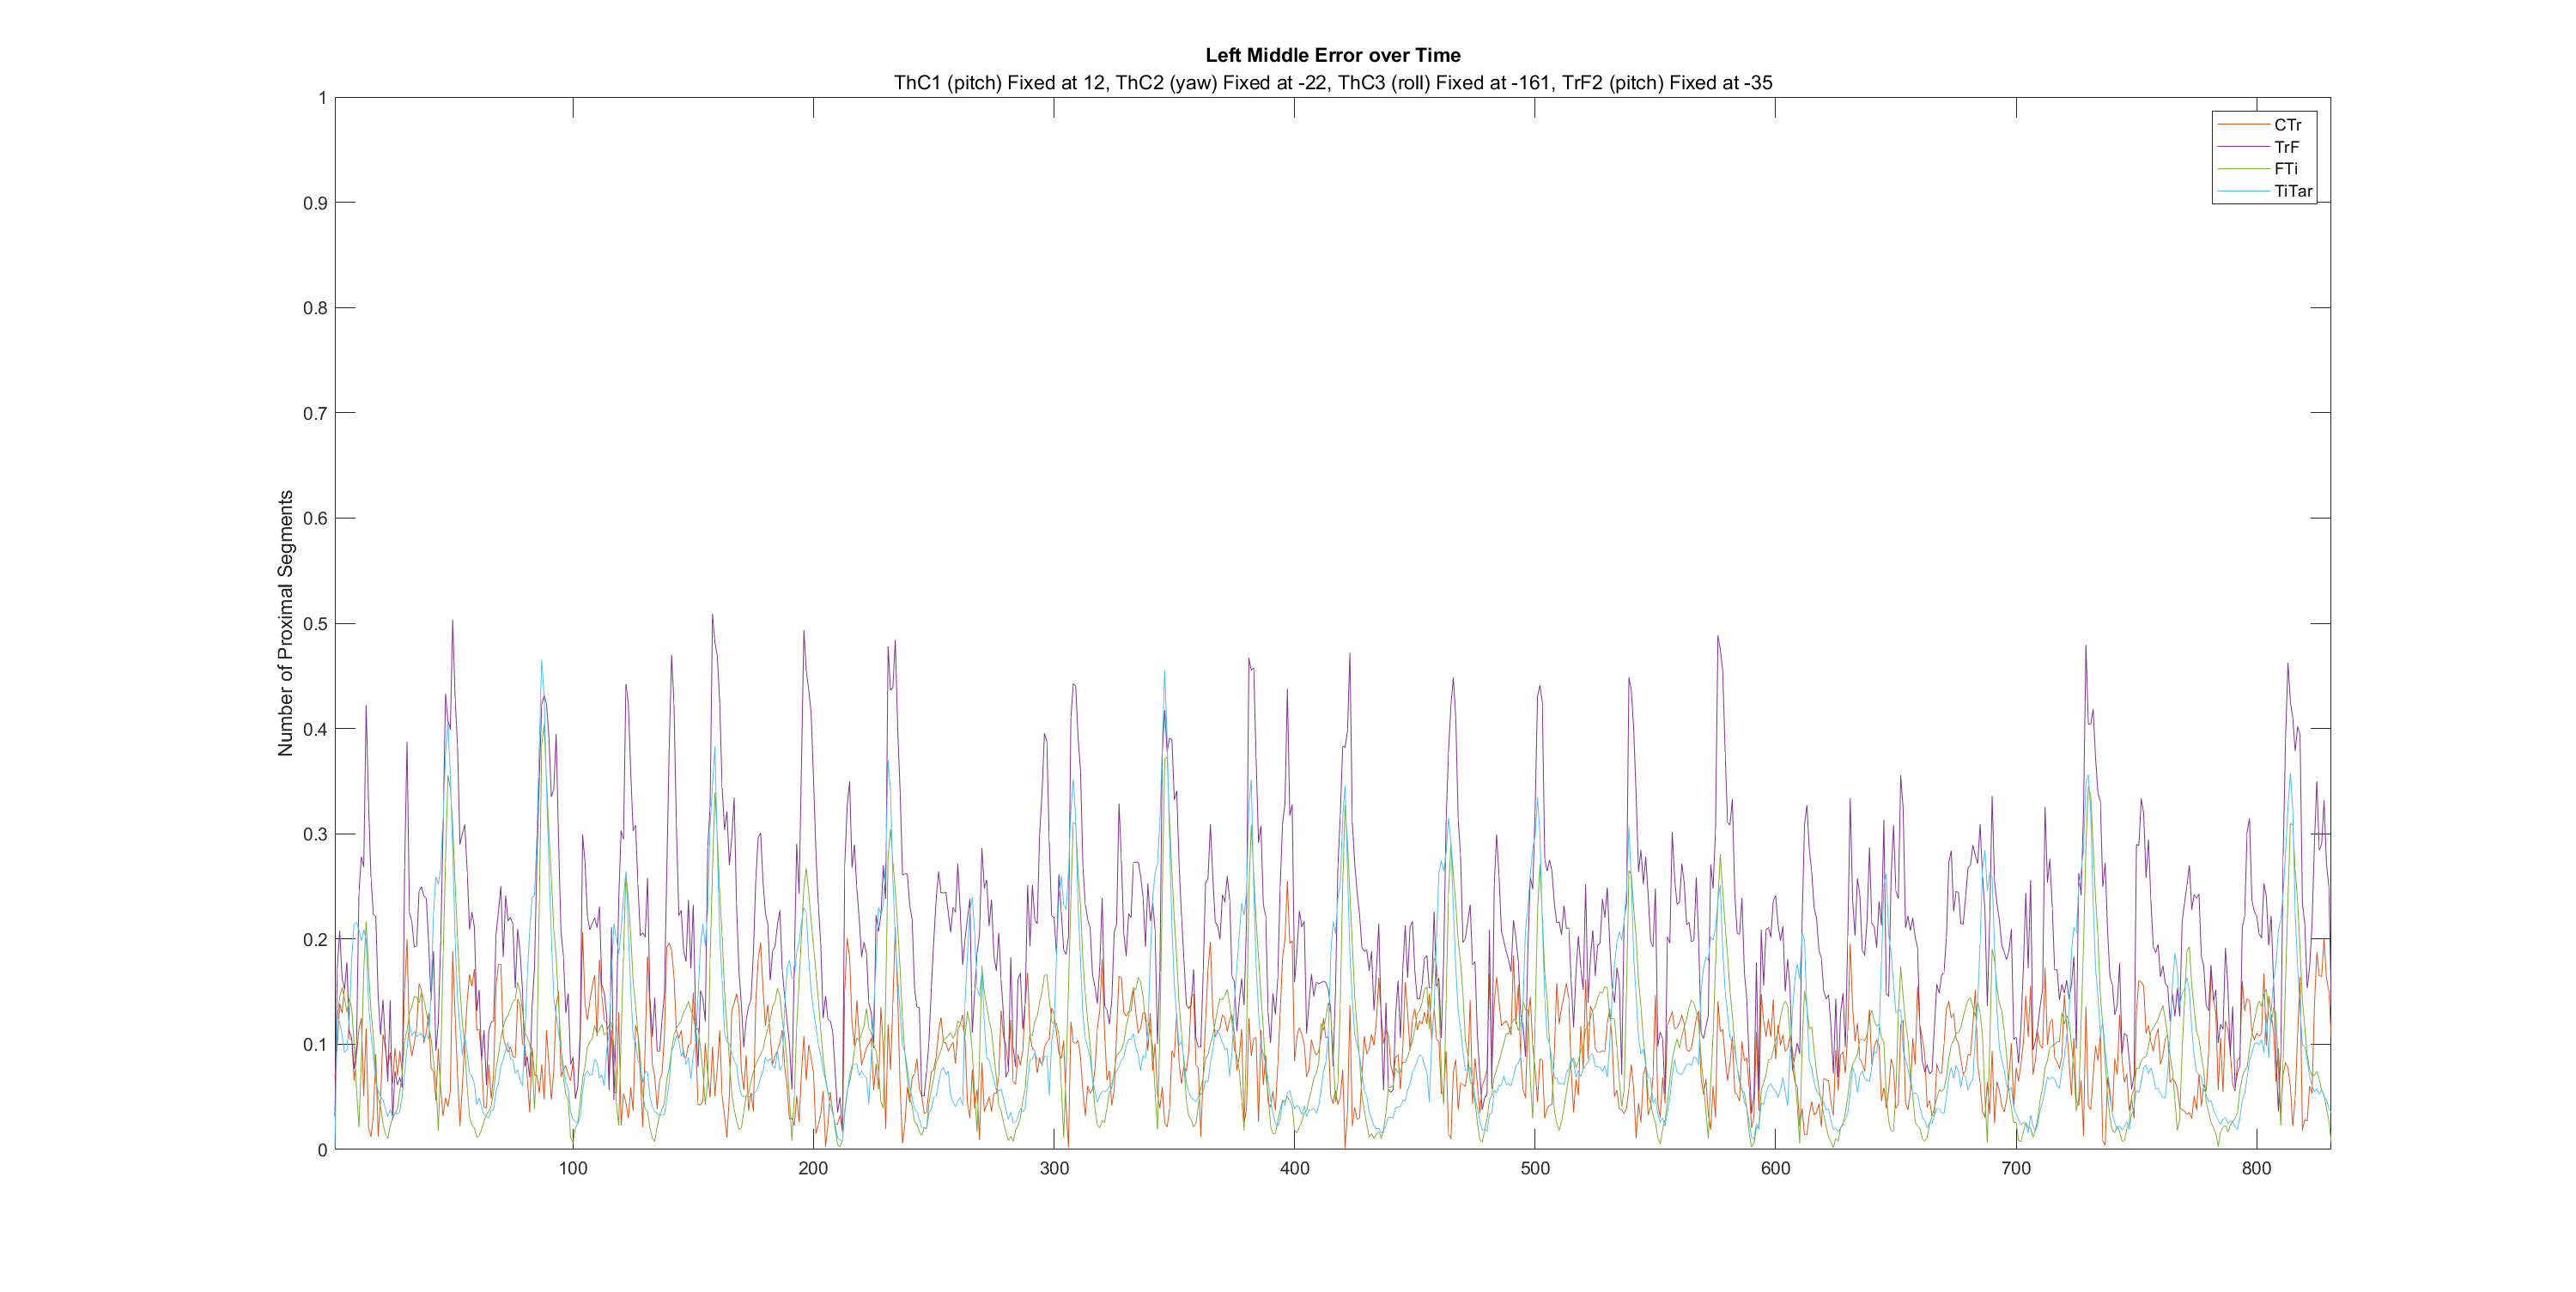 Left Middle Error over Time
ThC1 (pitch) Fixed at 12, ThC2 (yaw) Fixed at -22, ThC3 (roll) Fixed at -161, TrF2 (pitch) Fixed at -35
1
0.9
0.8
0.7
0.6
0.5
0.4
0.3
0.2
0.1
0
Number of Proximal Segments
CTr
TrF
FTi
TiTar
100 200 300 400 500 600 700 800